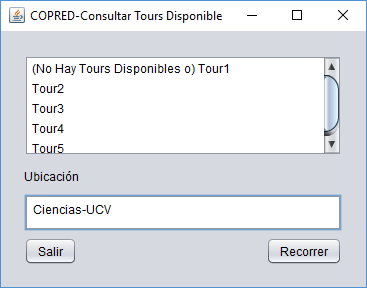 COPRED-Consultar Tours Disponible
(No Hay Tours Disponibles o) Tour1
Tour2
Tour3
Tour4
Tour5
Ubicación
Ciencias-UCV
Salir Recorrer